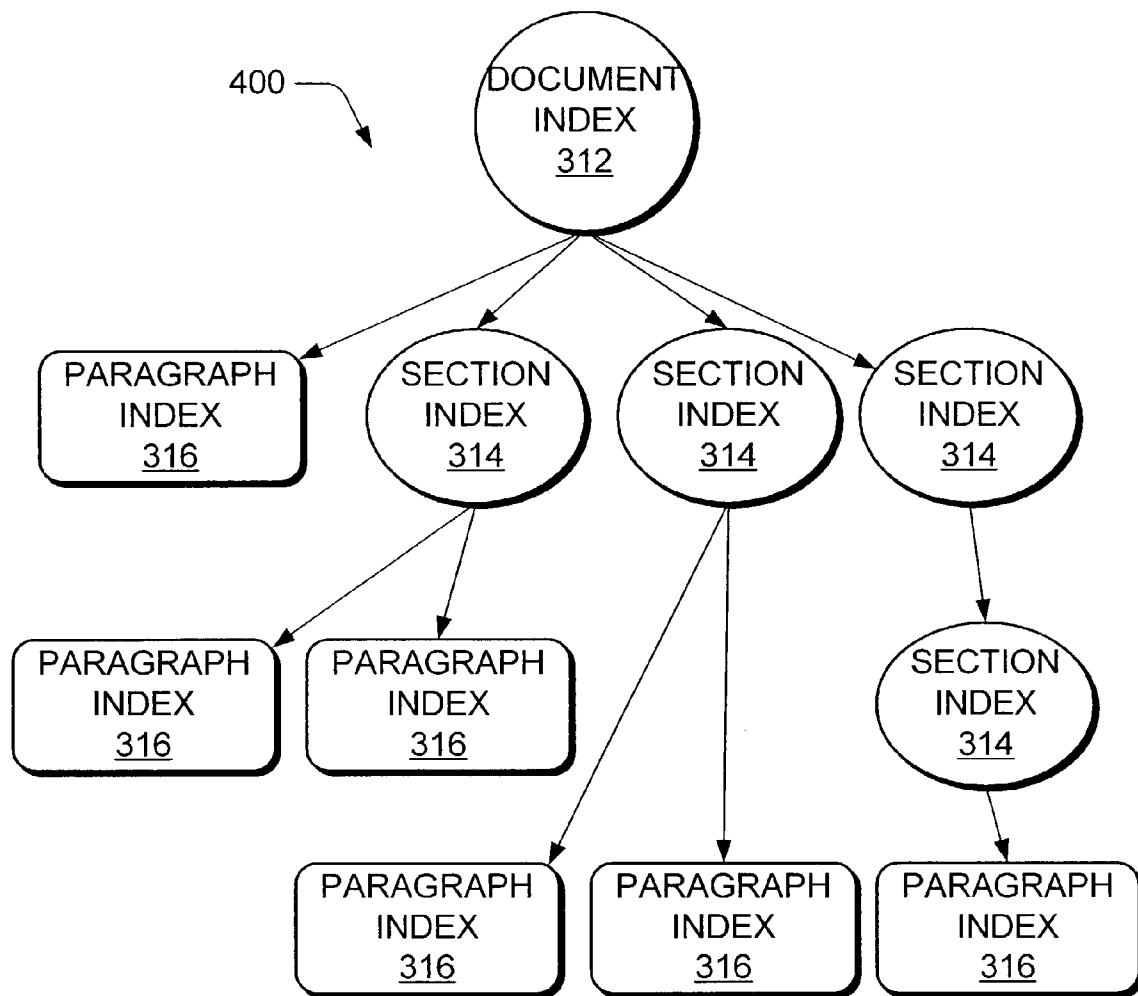 400
DOCUMENT
INDEX
312
PARAGRAPH
INDEX
316
SECTION
INDEX
314
SECTION
INDEX
314
SECTION
INDEX
314
PARAGRAPH
INDEX
316
PARAGRAPH
INDEX
316
SECTION
INDEX
314
PARAGRAPH
INDEX
316
PARAGRAPH
INDEX
316
PARAGRAPH
INDEX
316